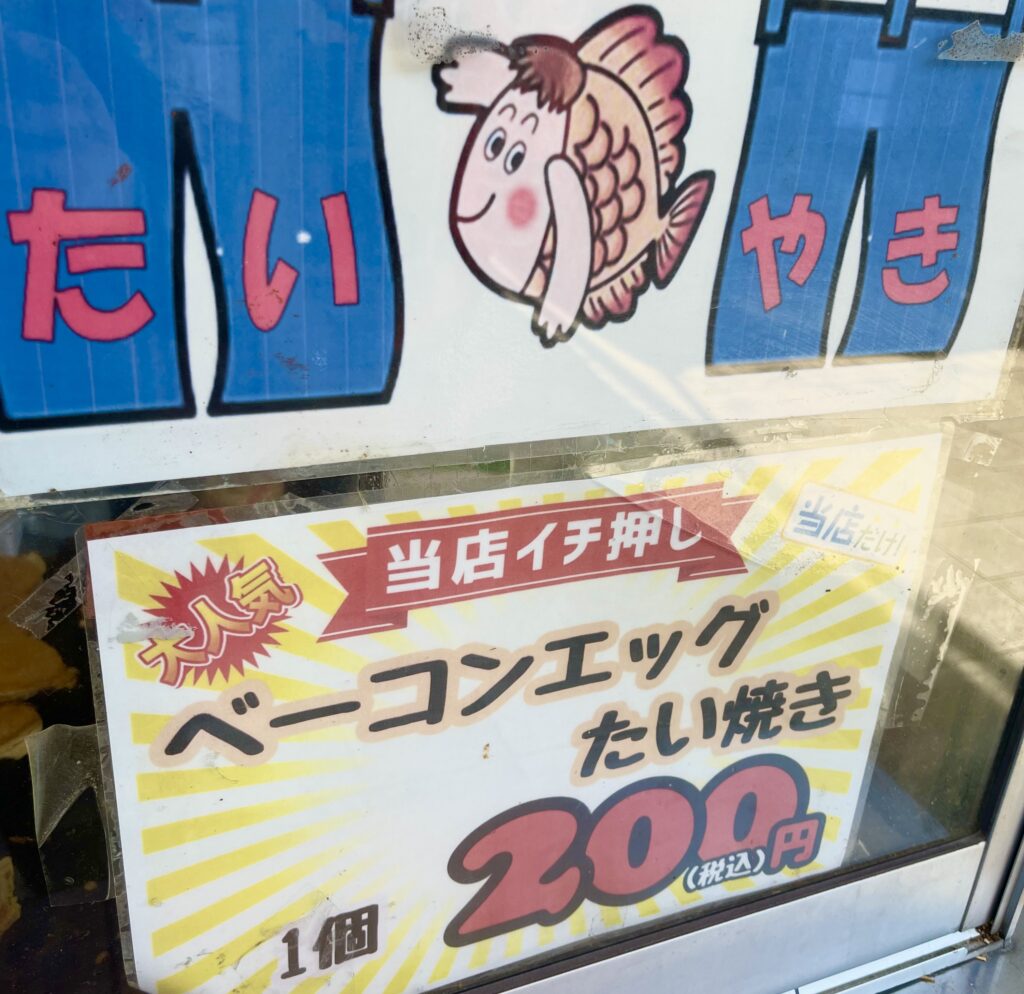 たい やき
当店イチ押し
当店だけ!
大人気
ベーコンエッグ
たい焼き
200円
(税込)
1個